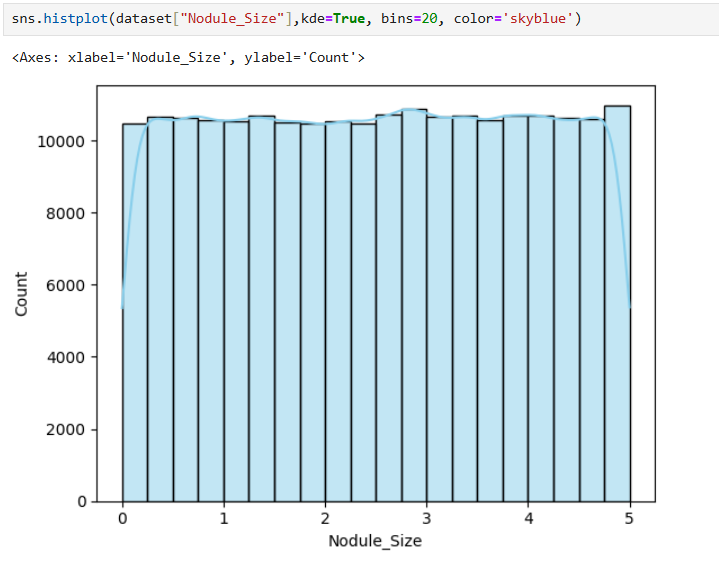 sns.histplot(dataset["Nodule_Size"],kde=True, bins=20, color='skyblue')
<Axes: xlabel='Nodule_Size', ylabel='Count'>
10000
8000
6000
4000
2000
0
Count
0 1 2 3 4 5
Nodule_Size